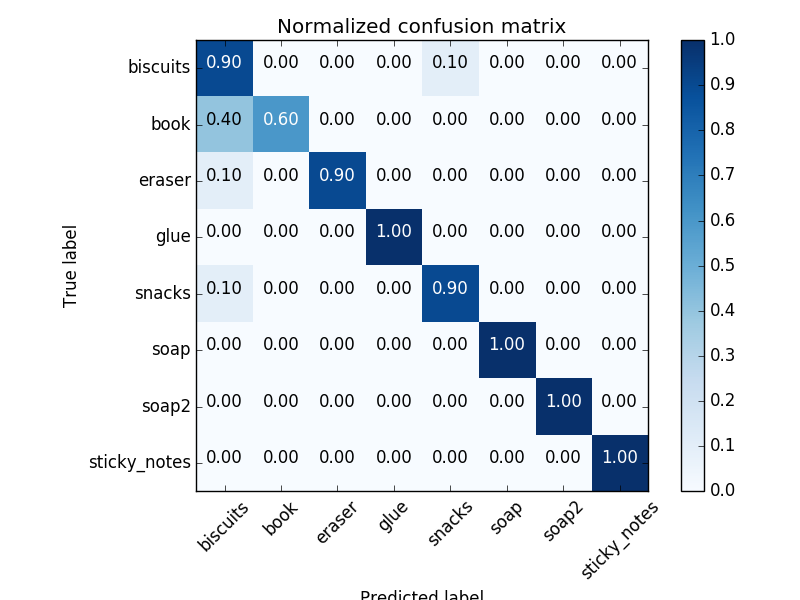 Normalized confusion matrix
True label
biscuits 0.90 0.00 0.00 0.00 0.10 0.00 0.00 0.00
book 0.40 0.60 0.00 0.00 0.00 0.00 0.00 0.00
eraser 0.10 0.00 0.90 0.00 0.00 0.00 0.00 0.00
glue 0.00 0.00 0.00 1.00 0.00 0.00 0.00 0.00
snacks 0.10 0.00 0.00 0.00 0.90 0.00 0.00 0.00
soap 0.00 0.00 0.00 0.00 0.00 1.00 0.00 0.00
soap2 0.00 0.00 0.00 0.00 0.00 0.00 1.00 0.00
sticky_notes 0.00 0.00 0.00 0.00 0.00 0.00 0.00 1.00
biscuits book eraser glue snacks soap soap2 sticky_notes
Predicted label
1.0
0.9
0.8
0.7
0.6
0.5
0.4
0.3
0.2
0.1
0.0